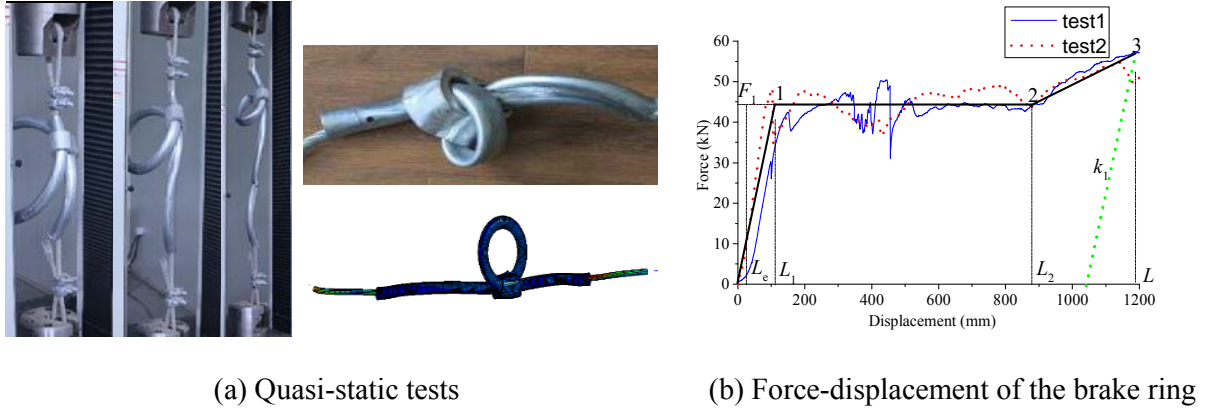 test1
test2
60
50
40
30
20
10
0
Force (kN)
F1
1
2
3
k1
Le
L1
L2
L
0 200 400 600 800 1000 1200
Displacement (mm)
(a) Quasi-static tests
(b) Force-displacement of the brake ring